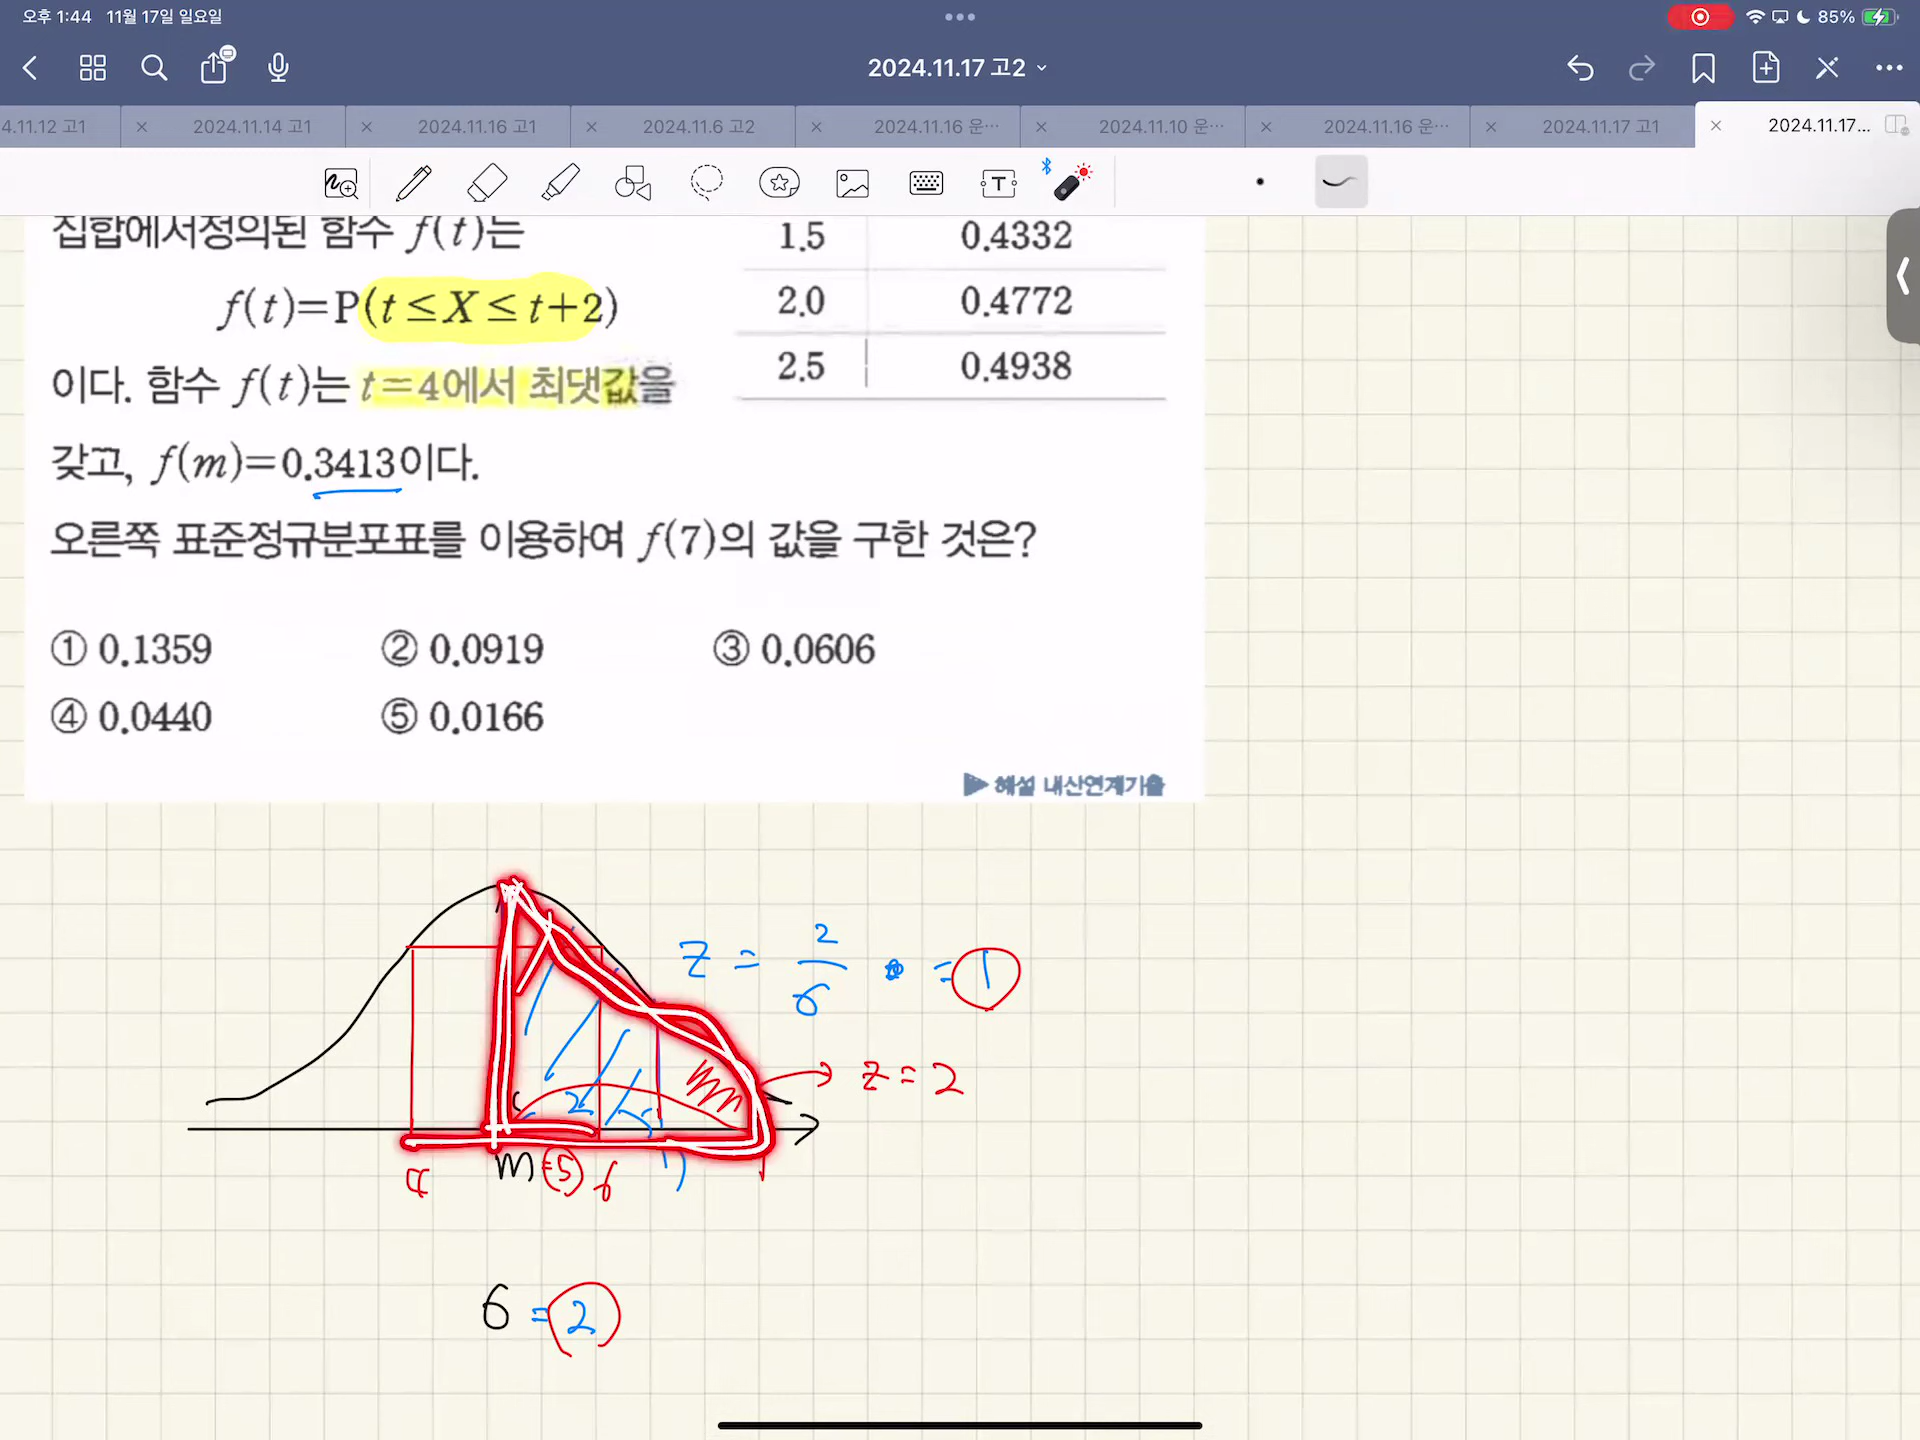 오후 1:44 11월 17일 일요일
85%
2024.11.17 고2
4.11.12 고1
2024.11.14 고1
2024.11.16 고1
2024.11.6 고2
2024.11.16 운…
2024.11.10 운…
2024.11.16 운…
2024.11.17 고1
2024.11.17...
집합에서정의된 함수 f(t)는
f(t)=P(t≤X≤t+2)
이다. 함수 f(t)는 t=4에서 최댓값을
갖고, f(m)=0.3413이다.
오른쪽 표준정규분포표를 이용하여 f(7)의 값을 구한 것은?
1.5 0.4332
2.0 0.4772
2.5 0.4938
① 0.1359 ② 0.0919 ③ 0.0606
④ 0.0440 ⑤ 0.0166
▶ 해설 내산연계기출
z = 2/σ = 1
z = 2
2
4 m =5 6 7
σ = 2